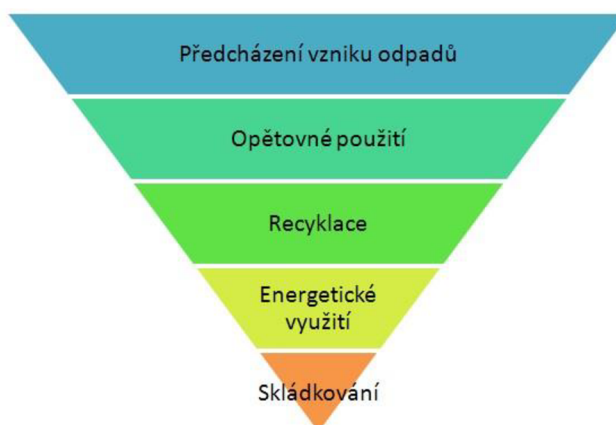 Předcházení vzniku odpadů
Opětovné použití
Recyklace
Energetické
využití
Skládkování